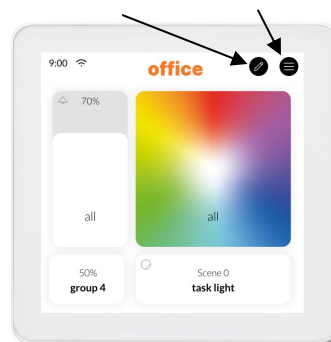 9:00
office
70%
all
all
50%
group 4
Scene 0
task light